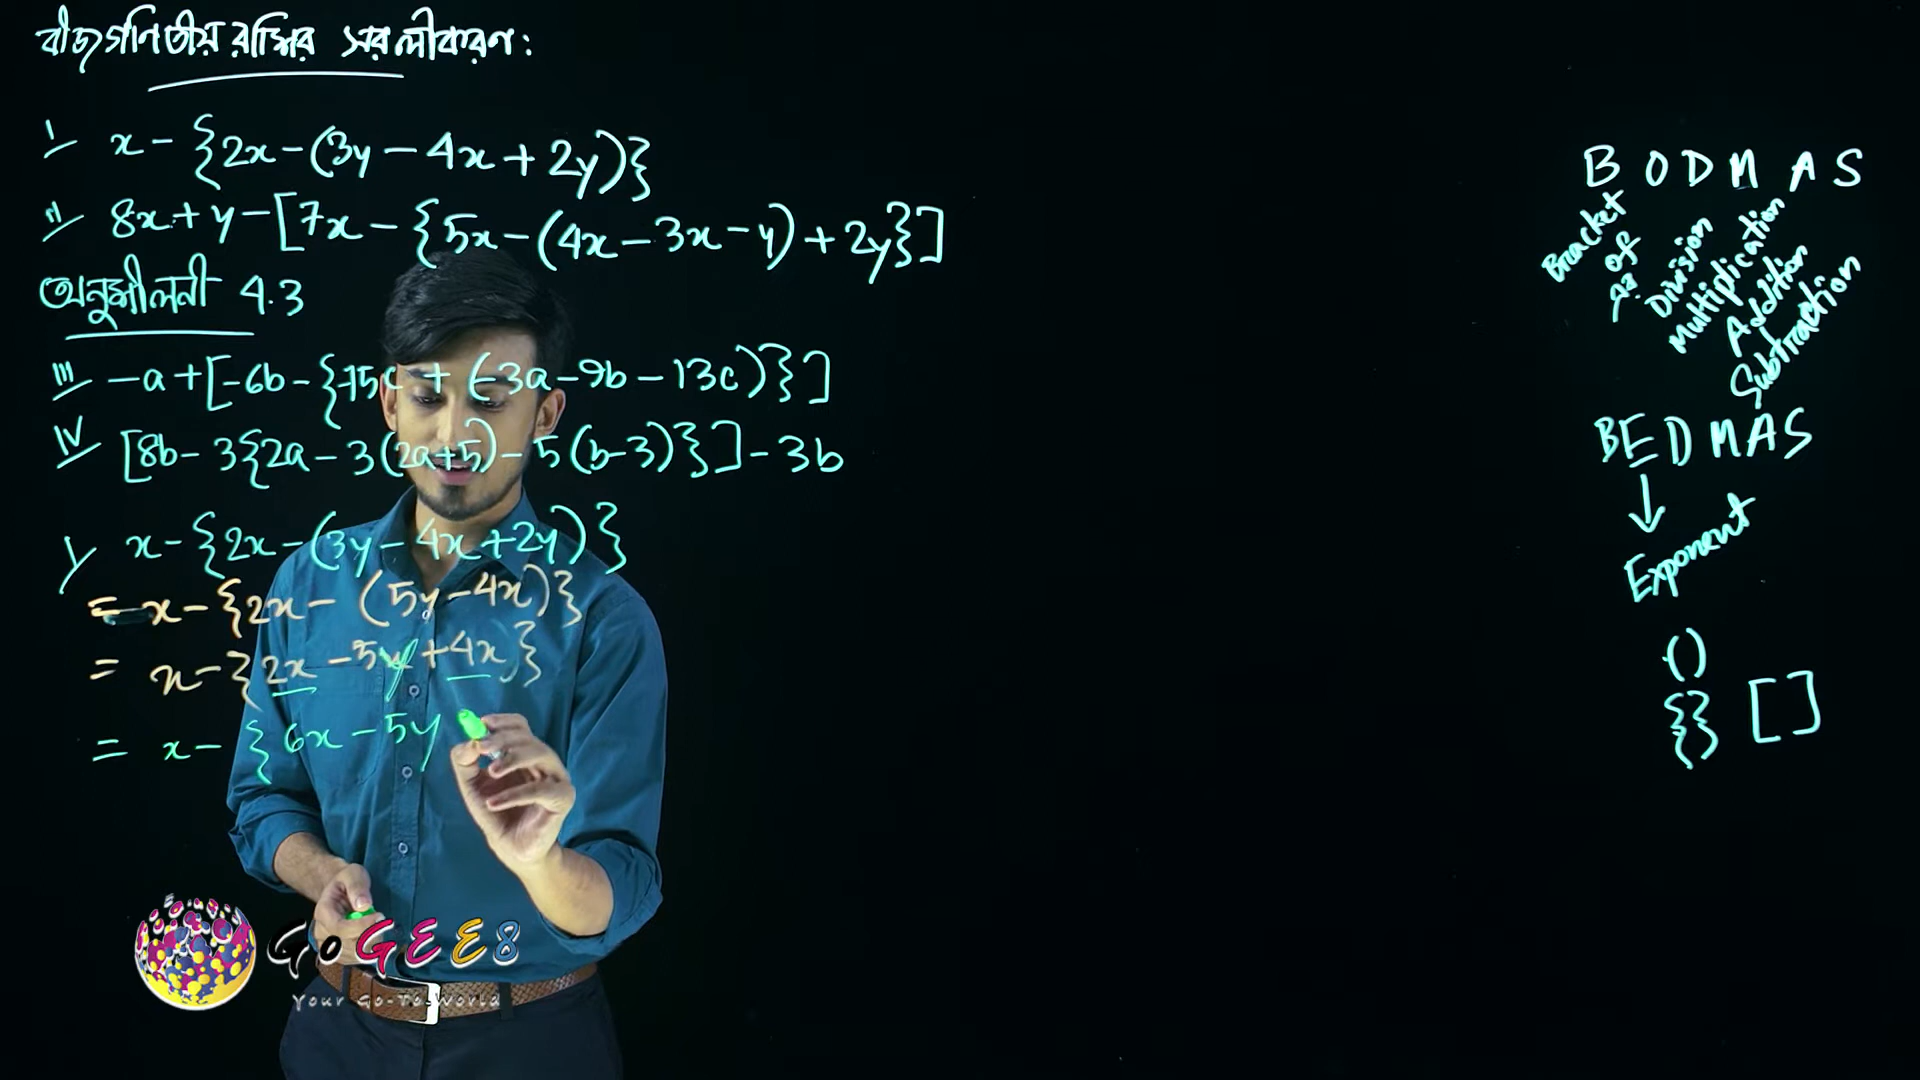 বীজগণিতীয় রাশির সরলীকরণ:
i) x - {2x - (3y - 4x + 2y)}
ii) 8x + y - [7x - {5x - (4x - 3x - y) + 2y}]
অনুশীলনী 4.3
iii) -a + [-6b - {-15c + (-3a - 9b - 13c)}]
iv) [8b - 3{2a - 3(2a+5) - 5(b-3)}] - 3b
y x - {2x - (3y - 4x + 2y)}
= x - {2x - (5y - 4x)}
= x - {2x - 5y + 4x}
= x - {6x - 5y
BODMAS
Bracket
of
Division
Multiplication
Addition
Subtraction
BEDMAS
↓
Exponent
()
{} []
GoGEE8
Your Go-To World